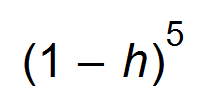 (1 – h)⁵